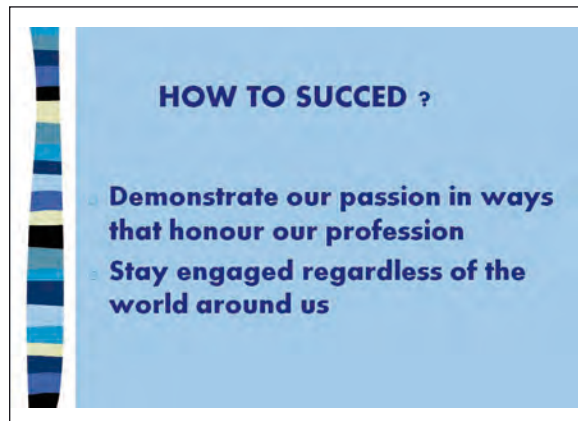 HOW TO SUCCED ?
Demonstrate our passion in ways
that honour our profession
Stay engaged regardless of the
world around us